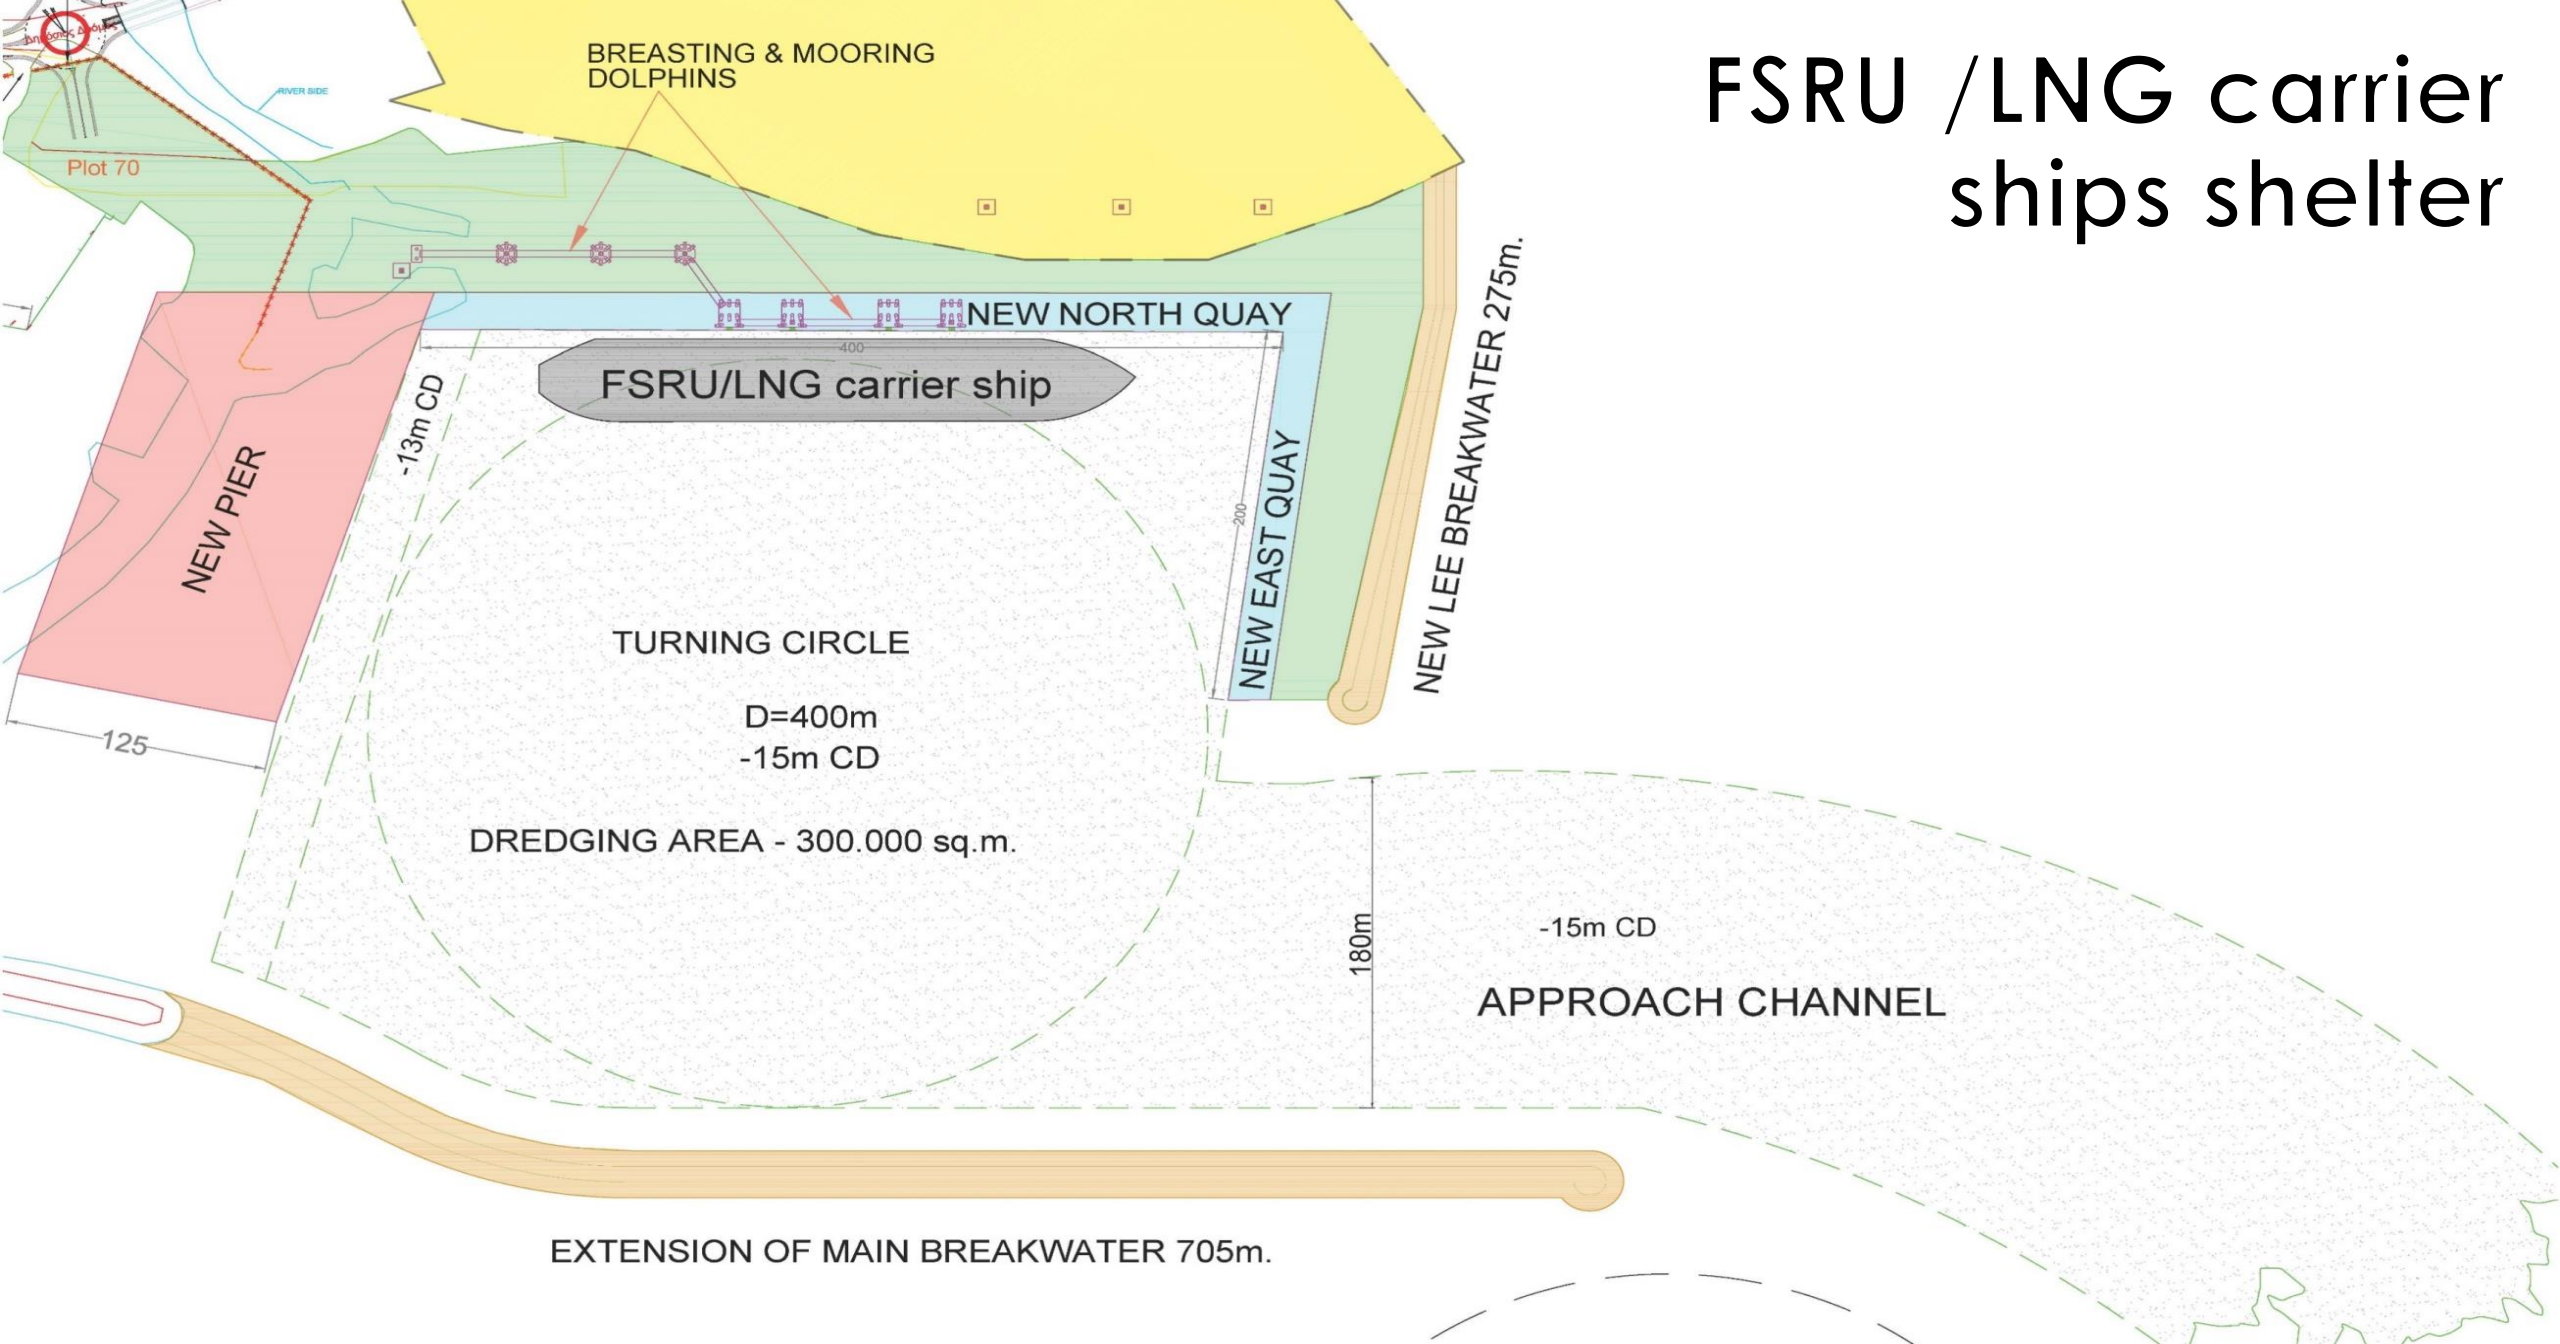 FSRU /LNG carrier
ships shelter
Δημόσιος Δρόμος
RIVER SIDE
BREASTING & MOORING
DOLPHINS
Plot 70
NEW NORTH QUAY
400
FSRU/LNG carrier ship
-13m CD
NEW PIER
125
200
NEW EAST QUAY
NEW LEE BREAKWATER 275m.
TURNING CIRCLE
D=400m
-15m CD
DREDGING AREA - 300.000 sq.m.
180m
-15m CD
APPROACH CHANNEL
EXTENSION OF MAIN BREAKWATER 705m.